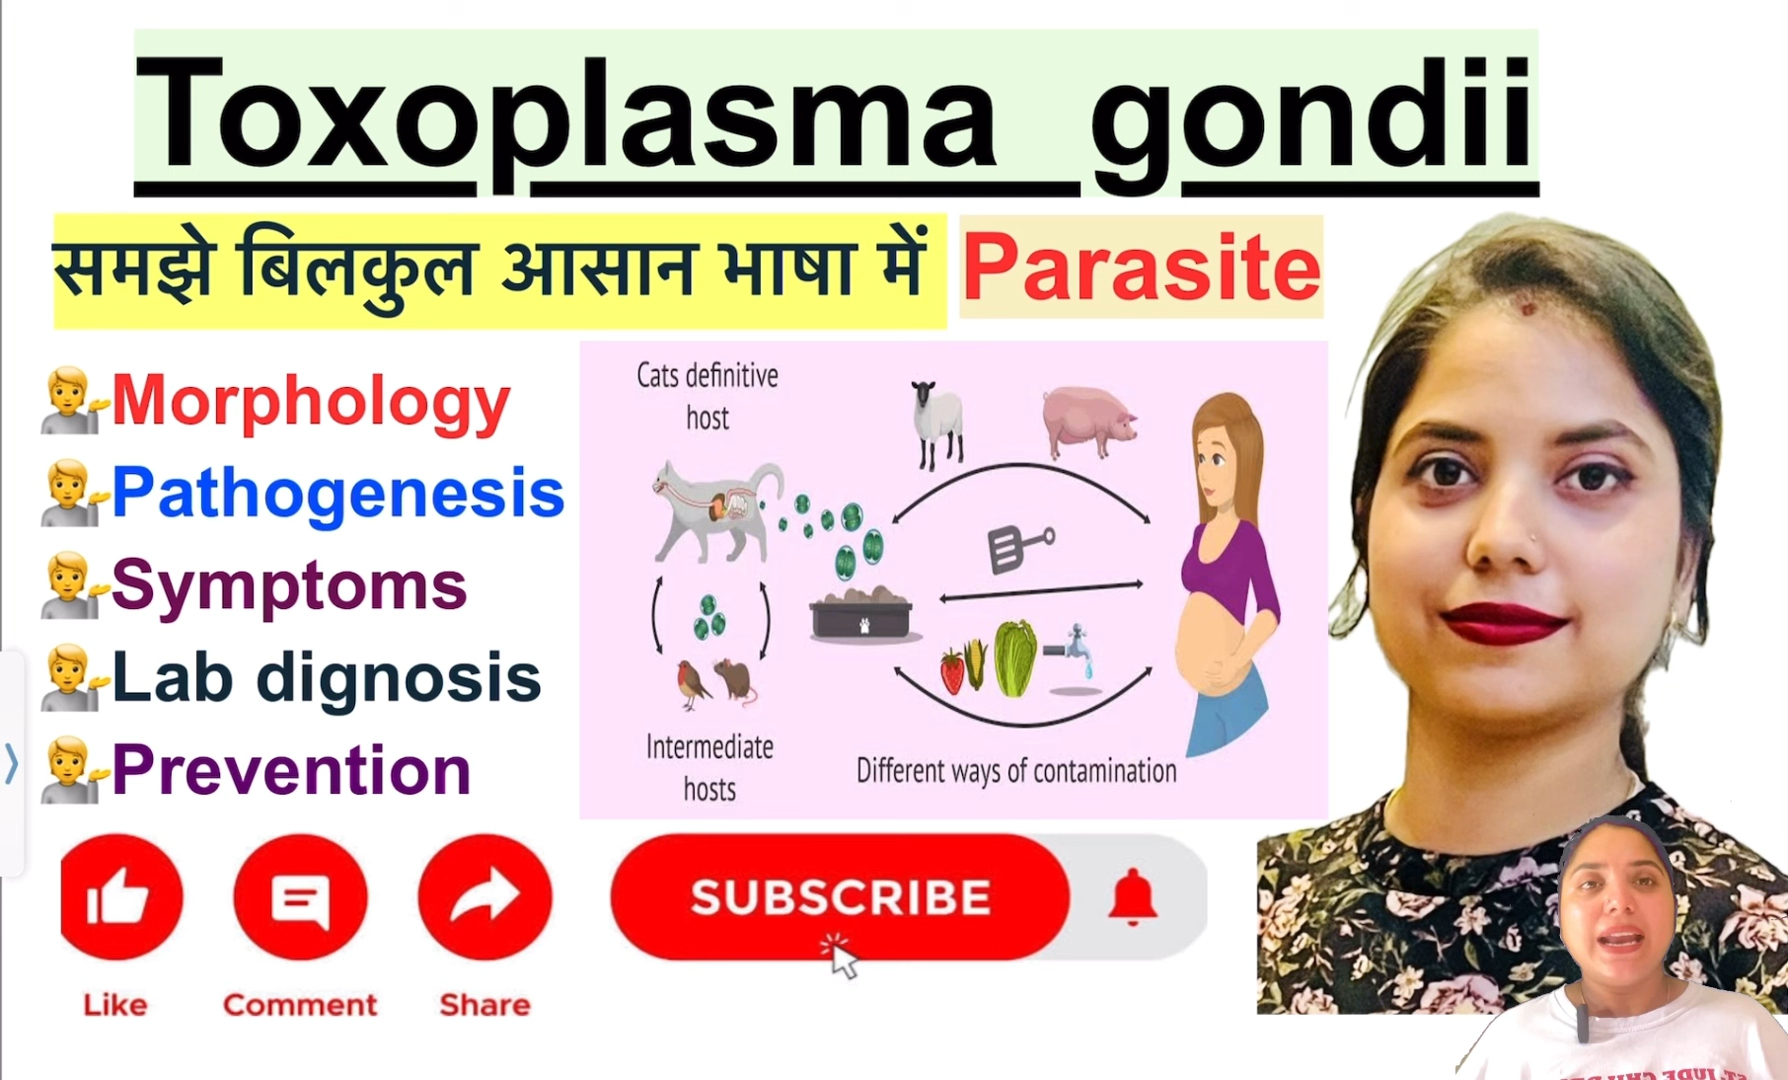 Toxoplasma gondii
समझे बिलकुल आसान भाषा में Parasite
Morphology
Pathogenesis
Symptoms
Lab dignosis
Prevention
Cats definitive
host
Intermediate
hosts
Different ways of contamination
SUBSCRIBE
Like
Comment
Share